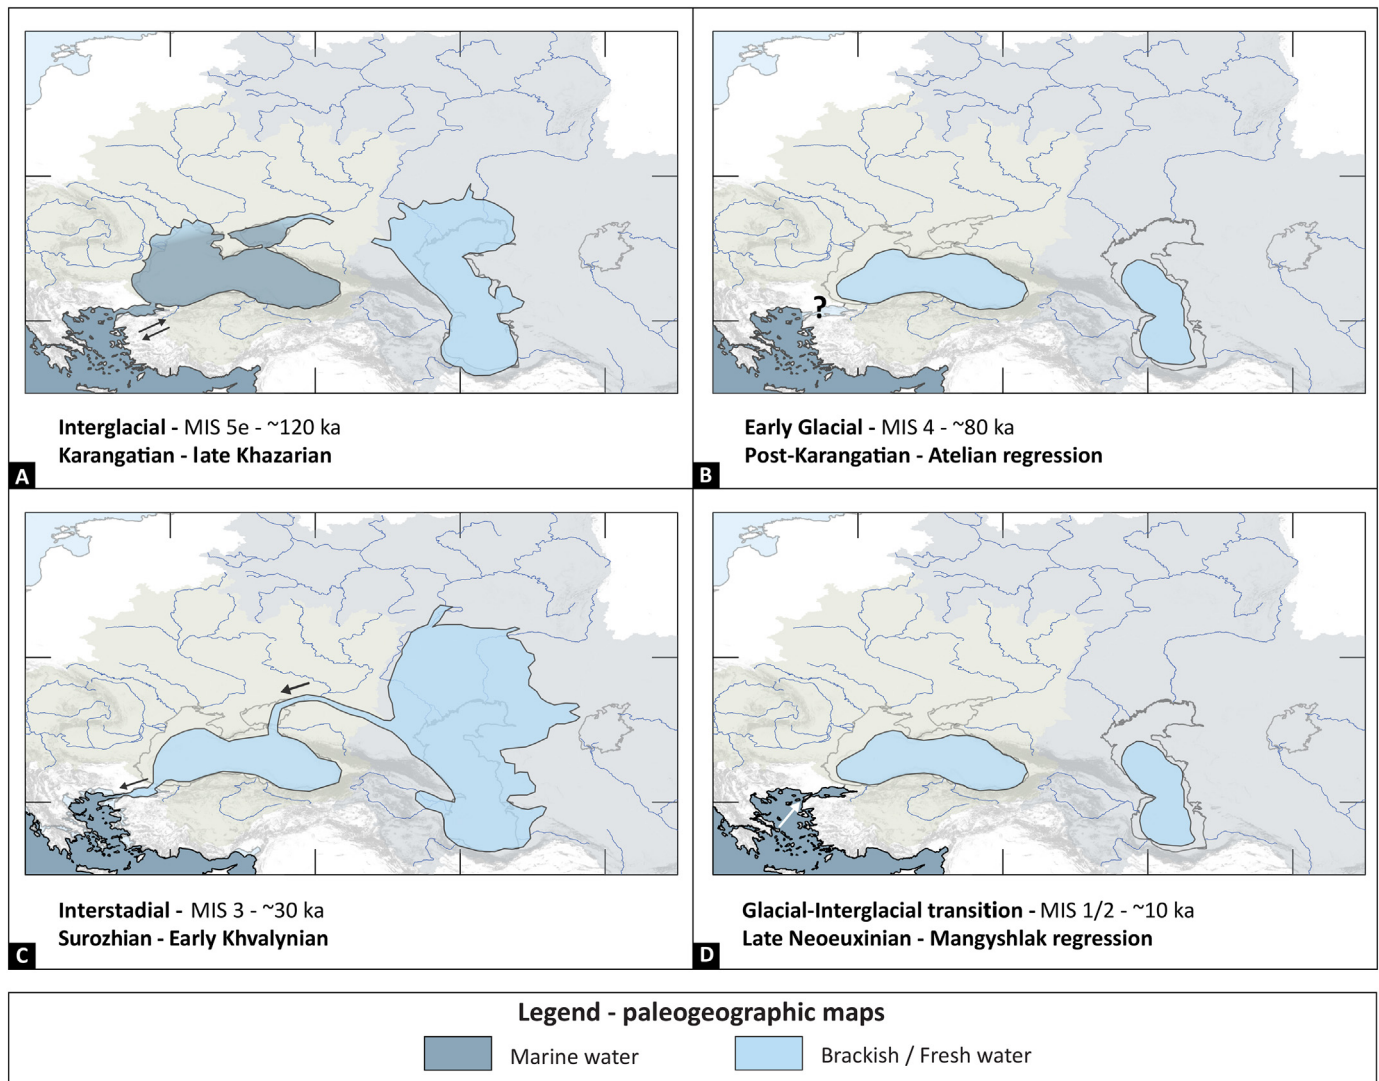 Interglacial - MIS 5e - ~120 ka
Karangatian - late Khazarian
A
?
Early Glacial - MIS 4 - ~80 ka
Post-Karangatian - Atelian regression
B
Interstadial - MIS 3 - ~30 ka
Surozhian - Early Khvalynian
C
Glacial-Interglacial transition - MIS 1/2 - ~10 ka
Late Neoeuxinian - Mangyshlak regression
D
Legend - paleogeographic maps
Marine water
Brackish / Fresh water